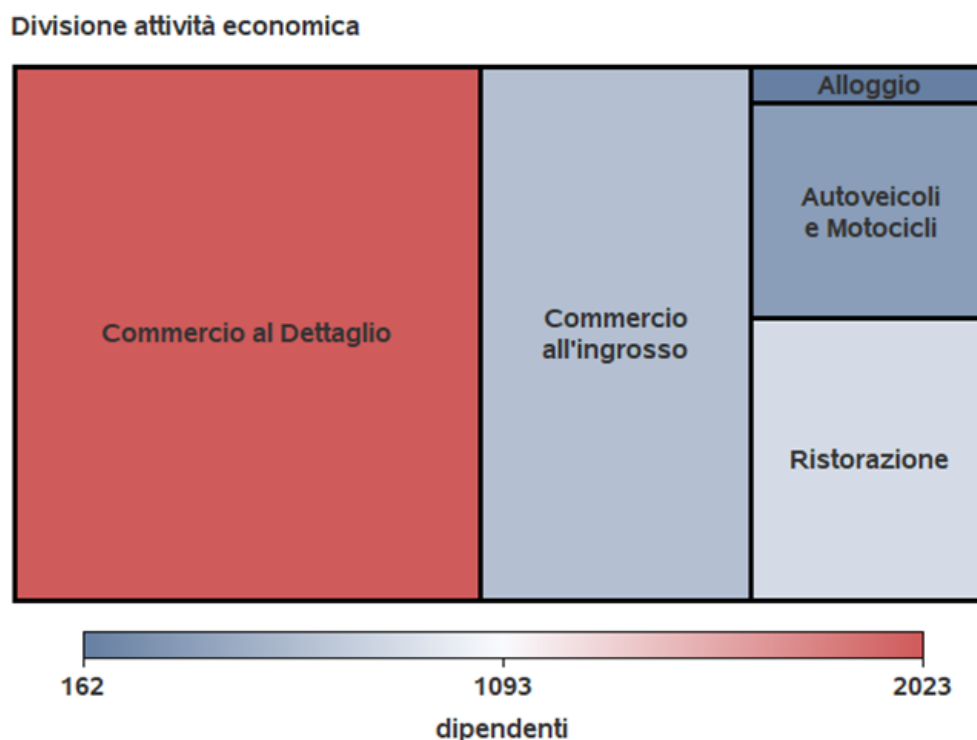 Divisione attività economica
Alloggio
Autoveicoli
e Motocicli
Commercio al Dettaglio
Commercio
all'ingrosso
Ristorazione
162
1093
2023
dipendenti